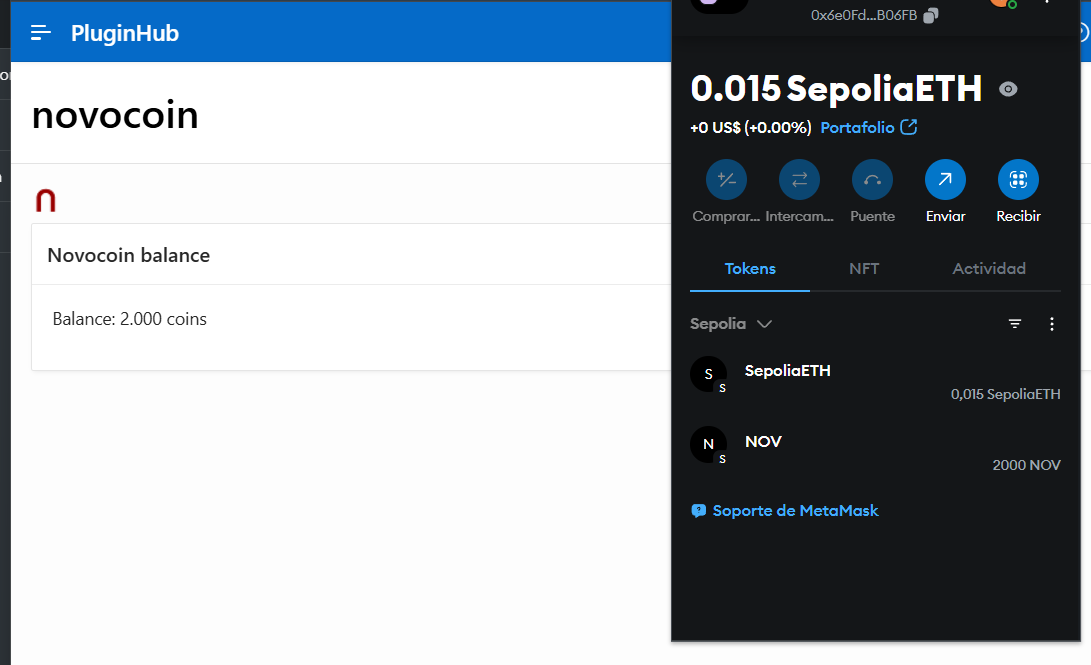 PluginHub
novocoin
n
Novocoin balance
Balance: 2.000 coins
0x6e0Fd...B06FB
0.015 SepoliaETH
+0 US$ (+0.00%) Portafolio
Comprar... Intercam... Puente Enviar Recibir
Tokens NFT Actividad
Sepolia
S
S
SepoliaETH
0,015 SepoliaETH
N
S
NOV
2000 NOV
Soporte de MetaMask